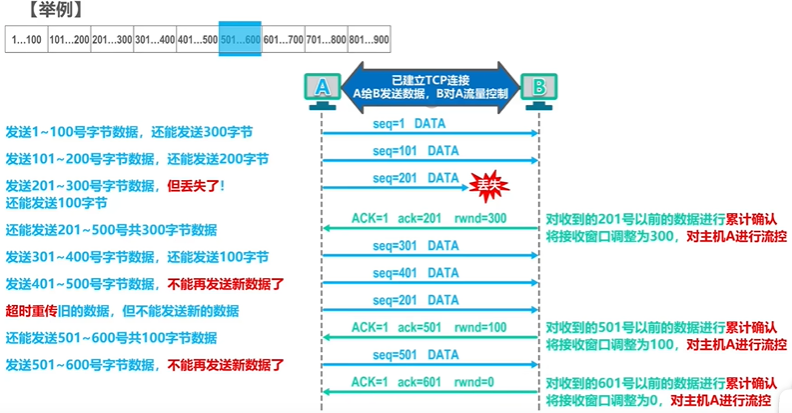 【举例】
1…100 101…200 201…300 301…400 401…500 501…600 601…700 701…800 801…900
A
已建立TCP连接
A给B发送数据，B对A流量控制
B
发送1~100号字节数据，还能发送300字节
seq=1 DATA
发送101~200号字节数据，还能发送200字节
seq=101 DATA
发送201~300号字节数据，但丢失了！
还能发送100字节
seq=201 DATA
丢失
还能发送201~500号共300字节数据
ACK=1 ack=201 rwnd=300
对收到的201号以前的数据进行累计确认
将接收窗口调整为300，对主机A进行流控
发送301~400号字节数据，还能发送100字节
seq=301 DATA
发送401~500号字节数据，不能再发送新数据了
seq=401 DATA
超时重传旧的数据，但不能发送新的数据
seq=201 DATA
还能发送501~600号共100字节数据
ACK=1 ack=501 rwnd=100
对收到的501号以前的数据进行累计确认
将接收窗口调整为100，对主机A进行流控
发送501~600号字节数据，不能再发送新数据了
seq=501 DATA
ACK=1 ack=601 rwnd=0
对收到的601号以前的数据进行累计确认
将接收窗口调整为0，对主机A进行流控